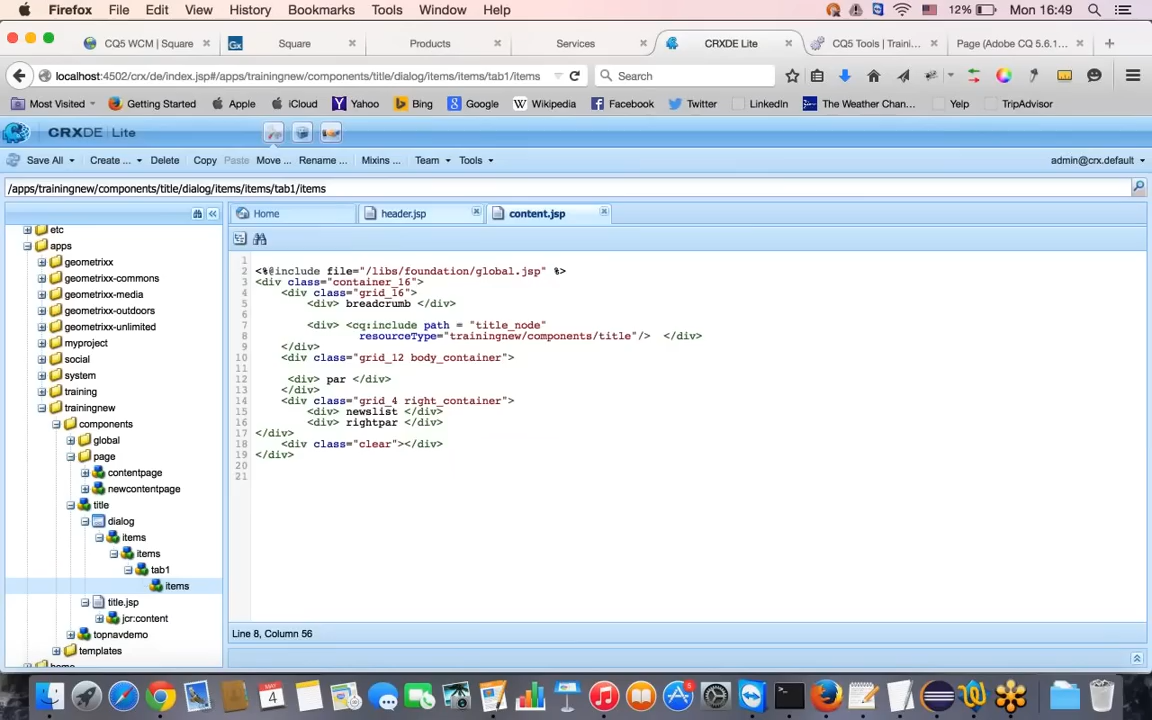 Firefox File Edit View History Bookmarks Tools Window Help 12% Mon 16:49
CQ5 WCM | Square Square Products Services CRXDE Lite CQ5 Tools | Traini... Page (Adobe CQ 5.6.1...
localhost:4502/crx/de/index.jsp#/apps/trainingnew/components/title/dialog/items/items/tab1/items Search
Most Visited Getting Started Apple iCloud Yahoo Bing Google Wikipedia Facebook Twitter LinkedIn The Weather Chan... Yelp TripAdvisor
CRXDE | Lite
Save All Create ... Delete Copy Paste Move ... Rename ... Mixins ... Team Tools admin@crx.default
/apps/trainingnew/components/title/dialog/items/items/tab1/items
Home header.jsp content.jsp
etc
apps
geometrixx
geometrixx-commons
geometrixx-media
geometrixx-outdoors
geometrixx-unlimited
myproject
social
system
training
trainingnew
components
global
page
contentpage
newcontentpage
title
dialog
items
items
tab1
items
title.jsp
jcr:content
topnavdemo
templates
1
2 <%@include file="/libs/foundation/global.jsp" %>
3 <div class="container_16">
4 <div class="grid_16">
5 <div> breadcrumb </div>
6
7 <div> <cq:include path = "title_node"
8 resourceType="trainingnew/components/title"/> </div>
9 </div>
10 <div class="grid_12 body_container">
11
12 <div> par </div>
13 </div>
14 <div class="grid_4 right_container">
15 <div> newslist </div>
16 <div> rightpar </div>
17 </div>
18 <div class="clear"></div>
19 </div>
20
21
Line 8, Column 56